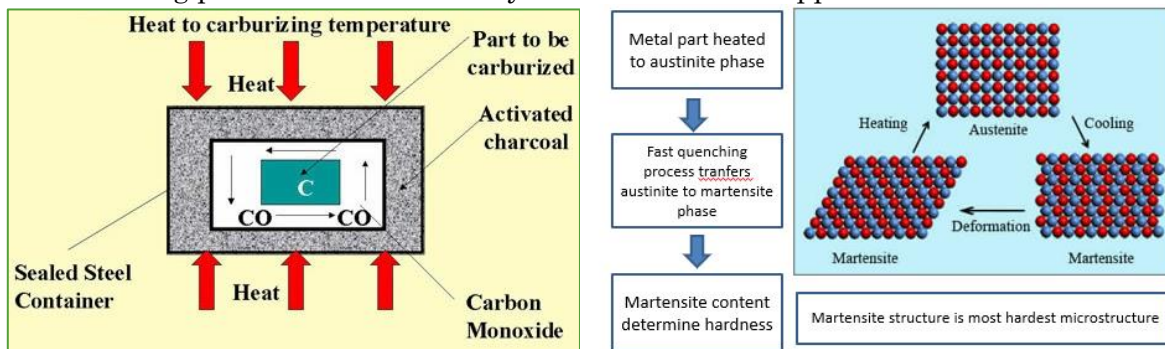 Heat to carburizing temperature
Part to be
carburized
Heat
Activated
charcoal
C
CO
CO
Sealed Steel
Container
Heat
Carbon
Monoxide
Metal part heated
to austinite phase
Fast quenching
process tranfers
austinite to martensite
phase
Martensite content
determine hardness
Heating
Austenite
Cooling
Deformation
Martensite
Martensite
Martensite structure is most hardest microstructure